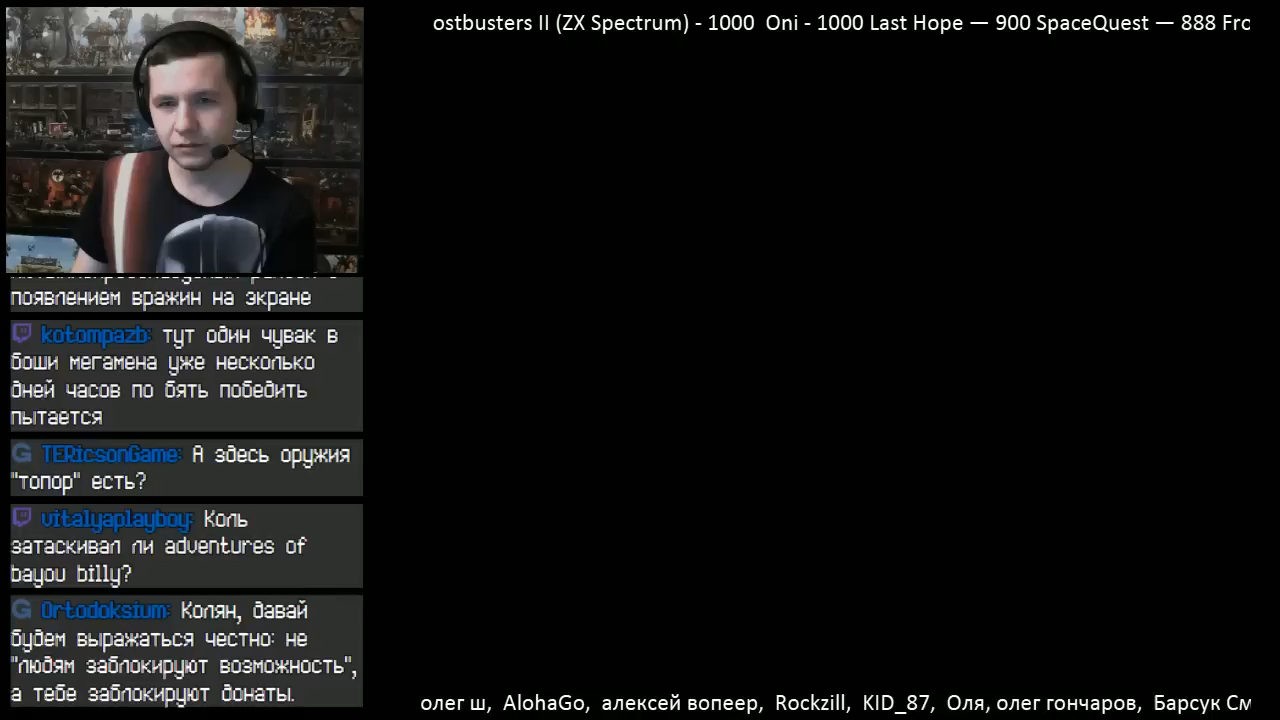 ostbusters II (ZX Spectrum) - 1000  Oni - 1000 Last Hope — 900 SpaceQuest — 888 Fro
появлением вражин на экране
kotompazb: тут один чувак в
боши мегамена уже несколько
дней часов по бять победить
пытается
TERicsonGame: А здесь оружия
"топор" есть?
vitalyaplayboy: Коль
затаскивал ли adventures of
bayou billy?
Ortodoksium: Колян, давай
будем выражаться честно: не
"людям заблокируют возможность",
а тебе заблокируют донаты.
олег ш,  AlohaGo,  алексей вопеер,  Rockzill,  KID_87,  Оля, олег гончаров,  Барсук См